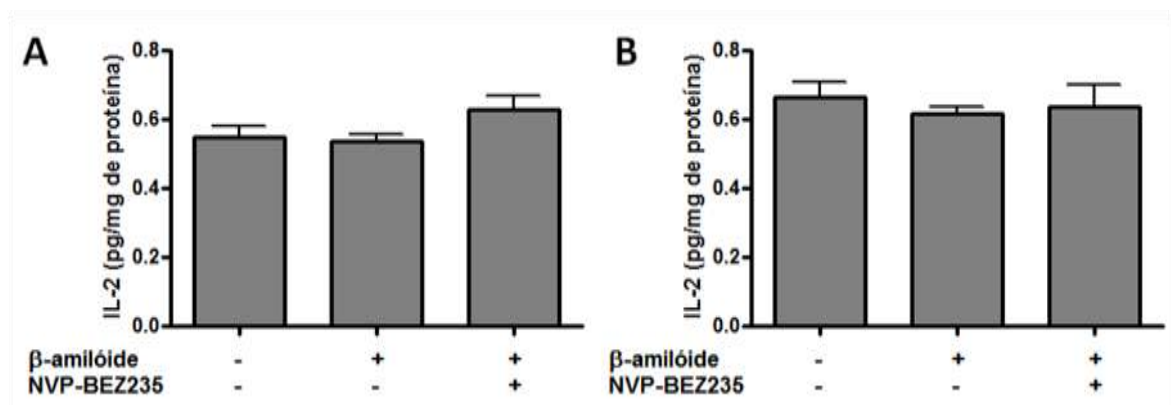 A
IL-2 (pg/mg de proteína)
0.8
0.6
0.4
0.2
0.0
β-amilóide - + +
NVP-BEZ235 - - +
B
IL-2 (pg/mg de proteína)
0.8
0.6
0.4
0.2
0.0
β-amilóide - + +
NVP-BEZ235 - - +